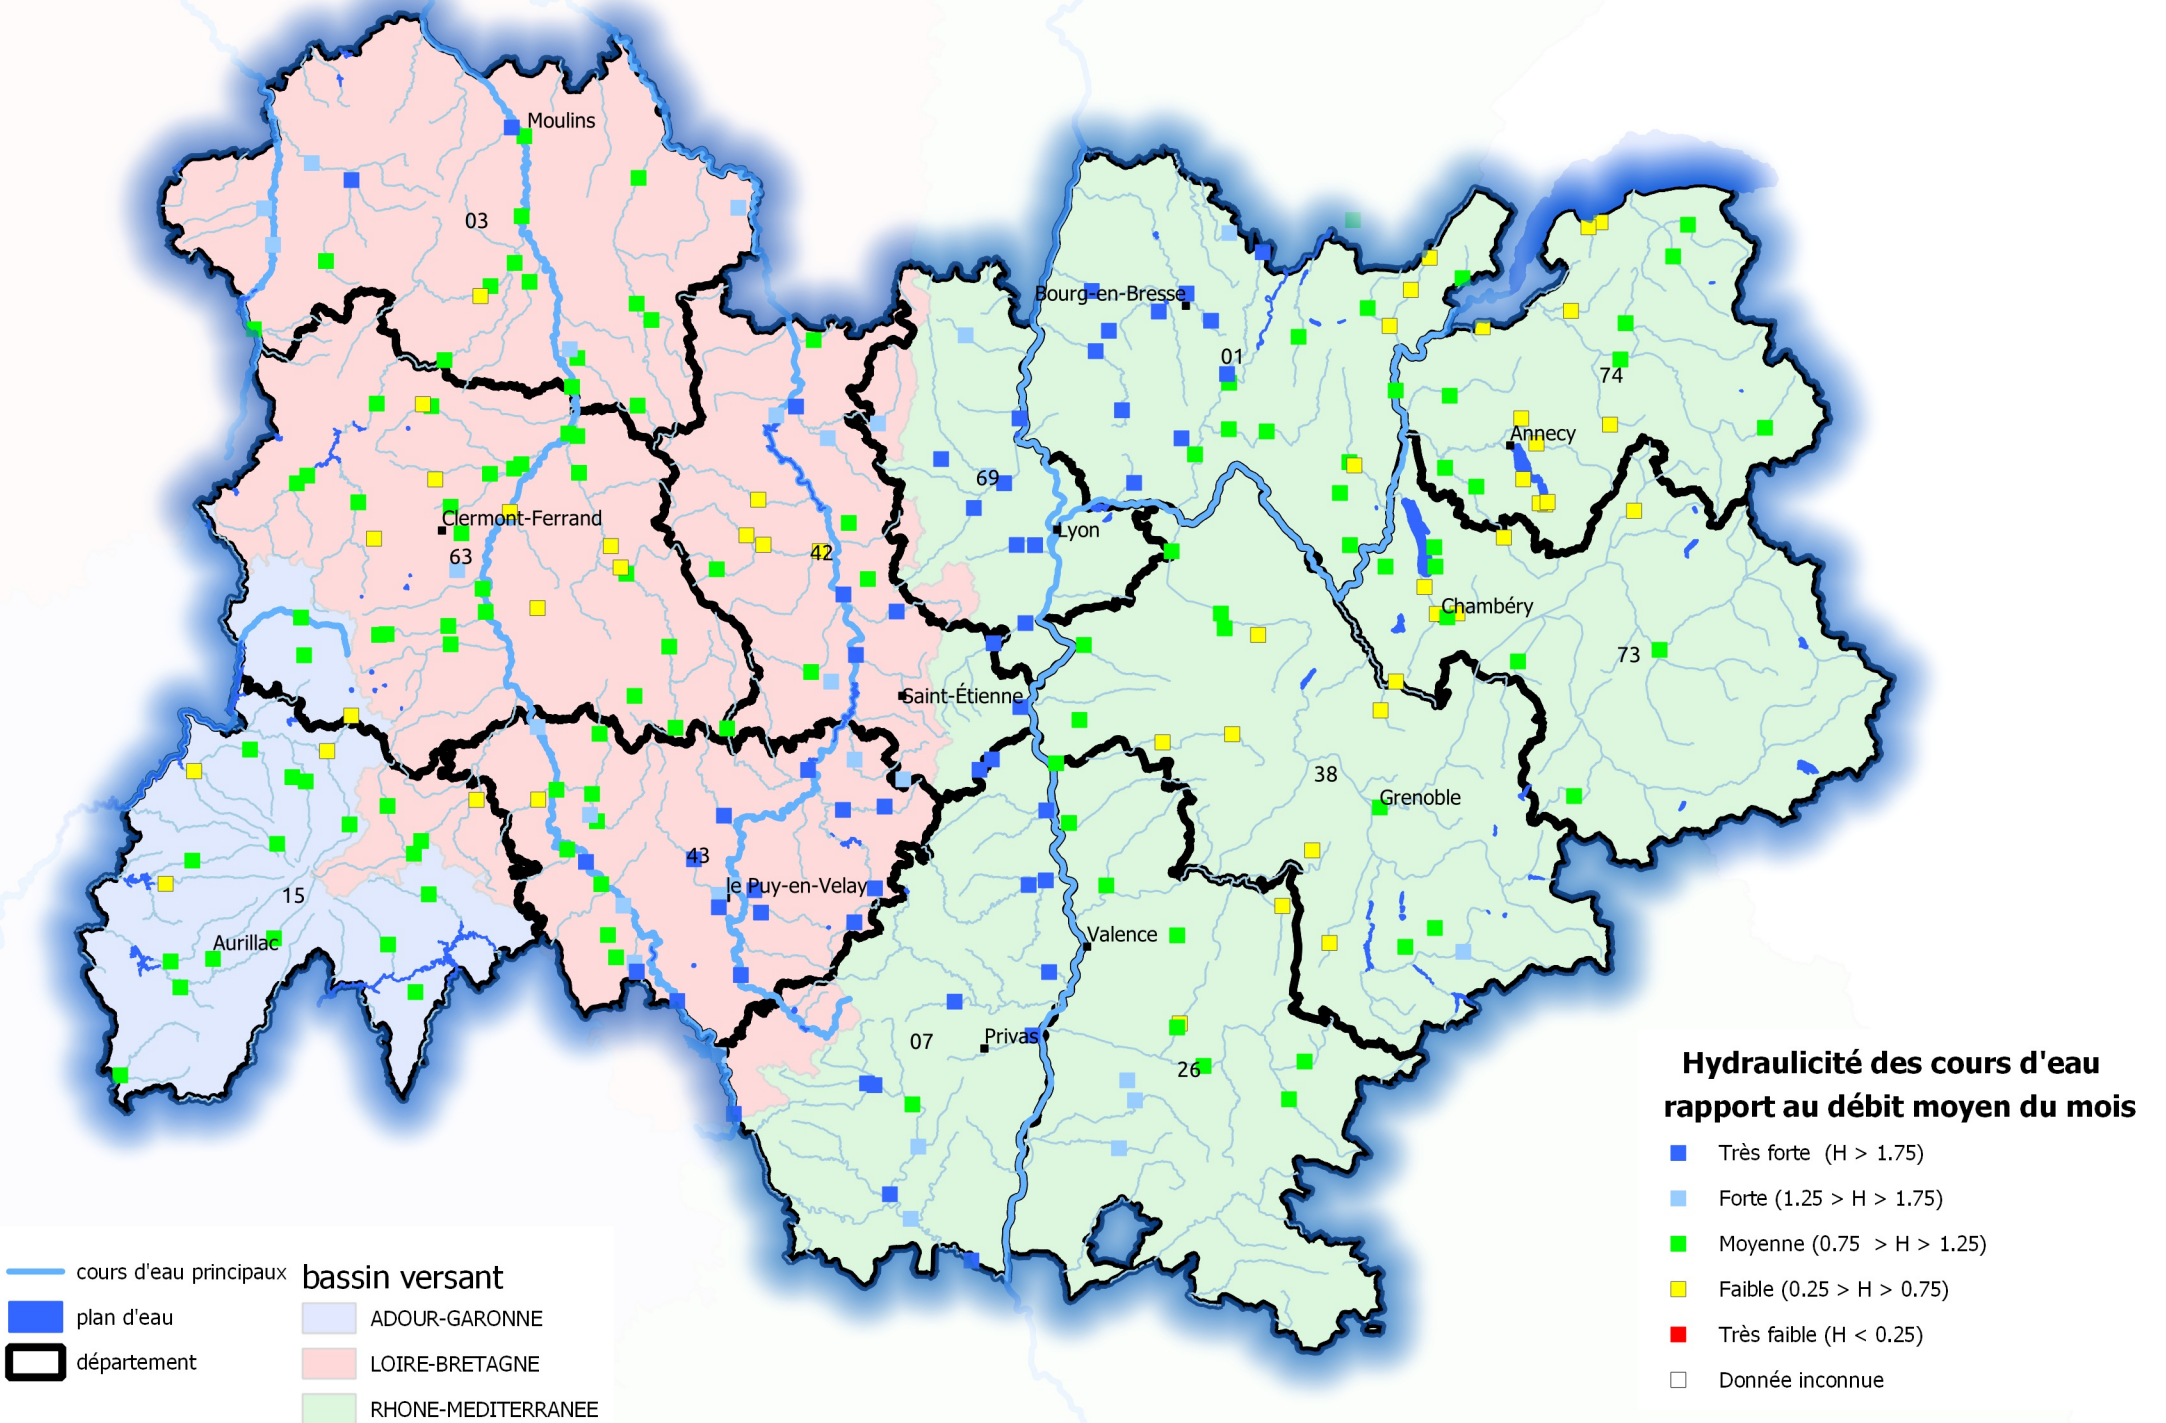 Moulins
03
Bourg-en-Bresse
01
74
Annecy
69
Clermont-Ferrand
Lyon
42
63
Chambéry
73
Saint-Étienne
38
Grenoble
43
le Puy-en-Velay
15
Aurillac
Valence
07
Privas
26
Hydraulicité des cours d'eau
rapport au débit moyen du mois
Très forte (H > 1.75)
Forte (1.25 > H > 1.75)
Moyenne (0.75 > H > 1.25)
Faible (0.25 > H > 0.75)
Très faible (H < 0.25)
Donnée inconnue
cours d'eau principaux
plan d'eau
département
bassin versant
ADOUR-GARONNE
LOIRE-BRETAGNE
RHONE-MEDITERRANEE